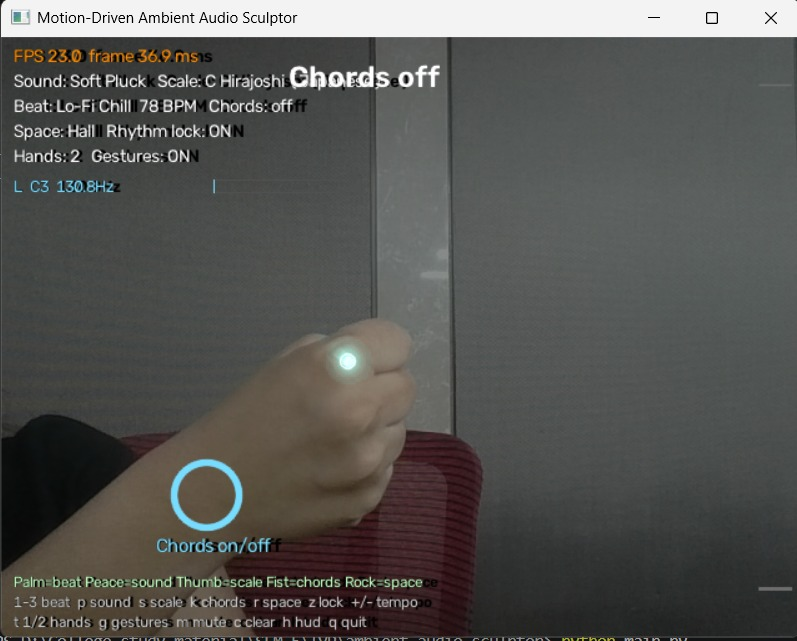 Motion-Driven Ambient Audio Sculptor
FPS 23.0 frame 36.9 ms
Chords off
Sound: Soft Pluck Scale: C Hirajoshi
Beat: Lo-Fi Chill 78 BPM Chords: off
Space: Hall Rhythm lock: ON
Hands: 2 Gestures: ON
L C3 130.8Hz
Chords on/off
Palm=beat Peace=sound Thumb=scale Fist=chords Rock=space
1-3 beat p sound s scale k chords r space z lock +/- tempo
t 1/2 hands g gestures m mute c clear h hud q quit
python main.py